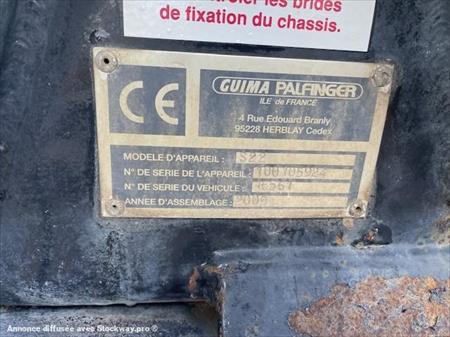 ler les brides
de fixation du chassis.
CE
GUIMA PALFINGER
ILE de FRANCE
4 Rue Edouard Branly
95228 HERBLAY Cedex
MODELE D'APPAREIL : S22
N° DE SERIE DE L'APPAREIL :
N° DE SERIE DU VEHICULE :
ANNEE D'ASSEMBLAGE :
Annonce diffusée avec Stockway.pro ®